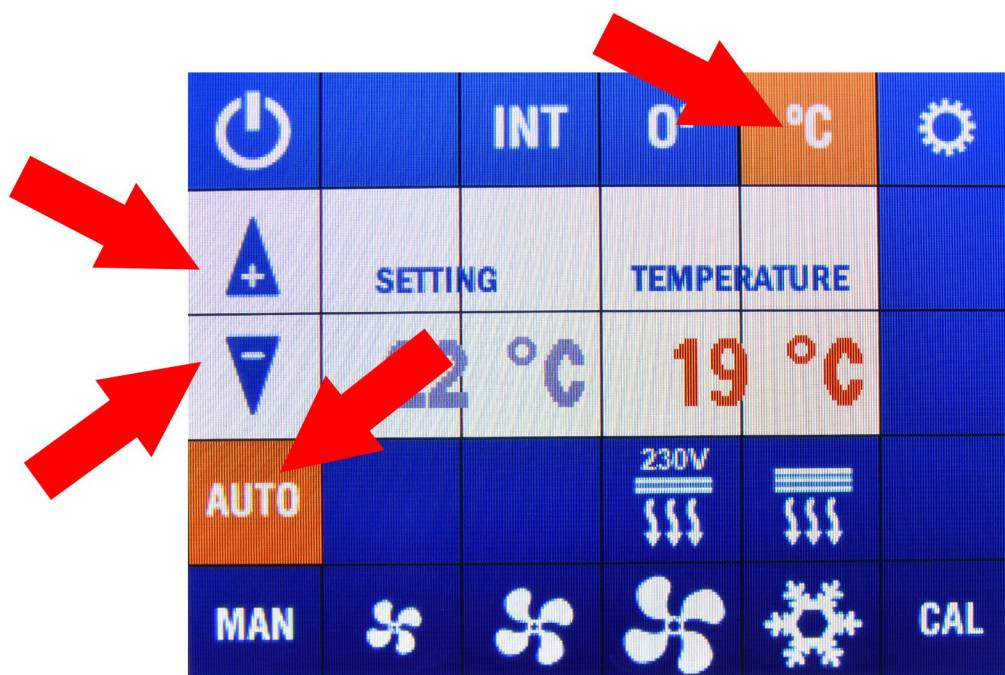 INT
°C
+
SETTING
TEMPERATURE
-
°C
19 °C
230V
AUTO
MAN
CAL